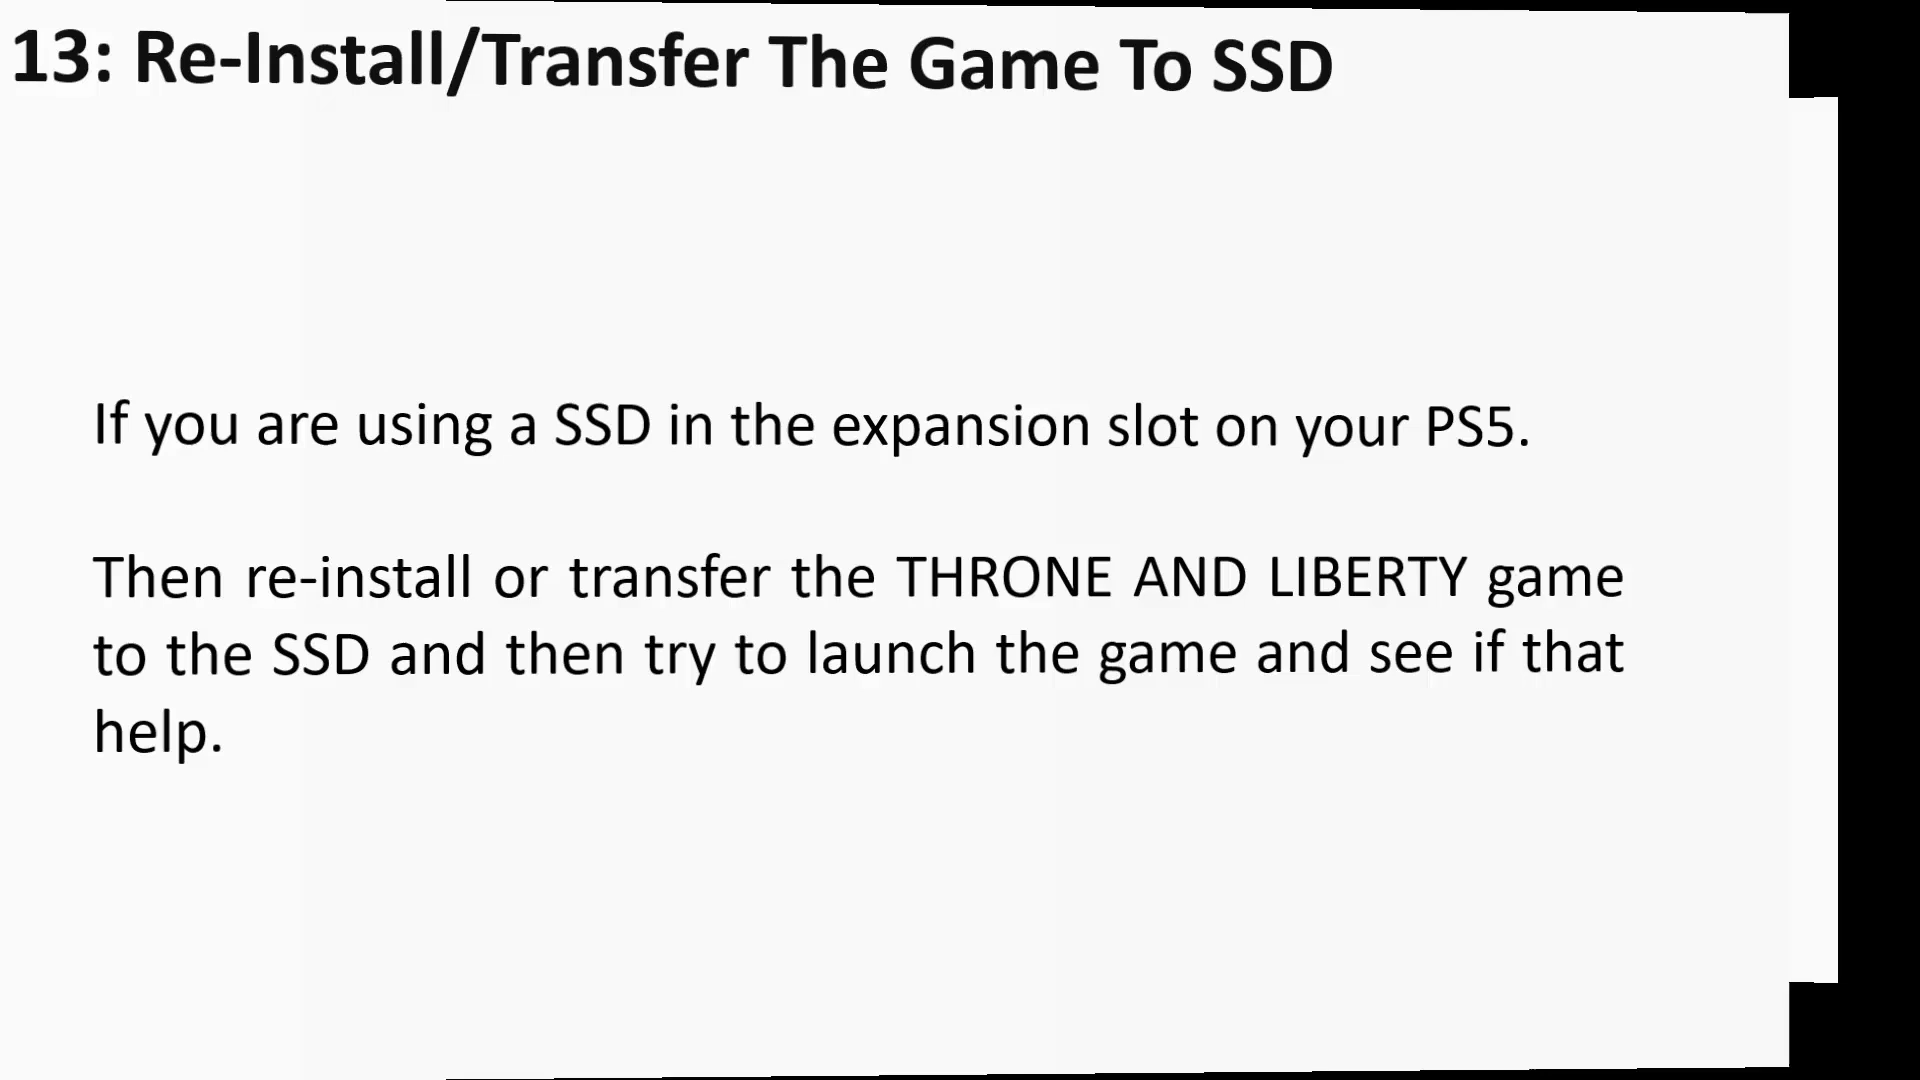 13: Re-Install/Transfer The Game To SSD
If you are using a SSD in the expansion slot on your PS5.
Then re-install or transfer the THRONE AND LIBERTY game
to the SSD and then try to launch the game and see if that
help.